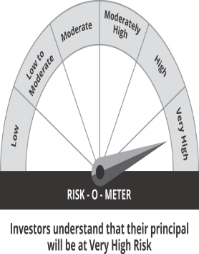 Low
Low to
Moderate
Moderate
Moderately
High
High
Very High
RISK - O - METER
Investors understand that their principal
will be at Very High Risk